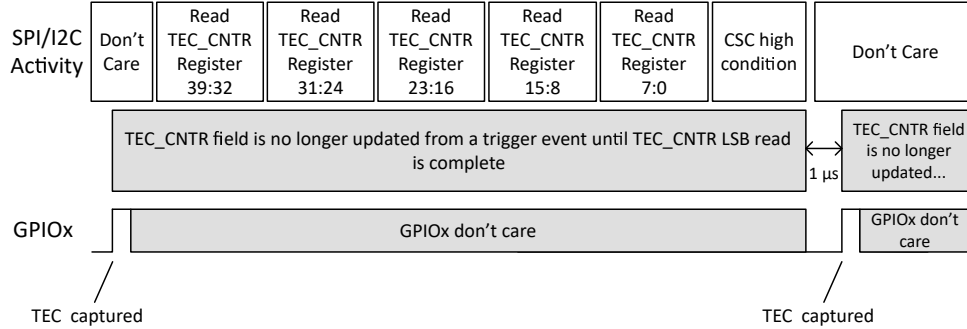 SPI/I2C
Activity
Don't
Care
Read
TEC_CNTR
Register
39:32
Read
TEC_CNTR
Register
31:24
Read
TEC_CNTR
Register
23:16
Read
TEC_CNTR
Register
15:8
Read
TEC_CNTR
Register
7:0
CSC high
condition
Don't Care
TEC_CNTR field is no longer updated from a trigger event until TEC_CNTR LSB read
is complete
1 µs
TEC_CNTR field
is no longer
updated...
GPIOx
GPIOx don't care
GPIOx don't
care
TEC captured
TEC captured